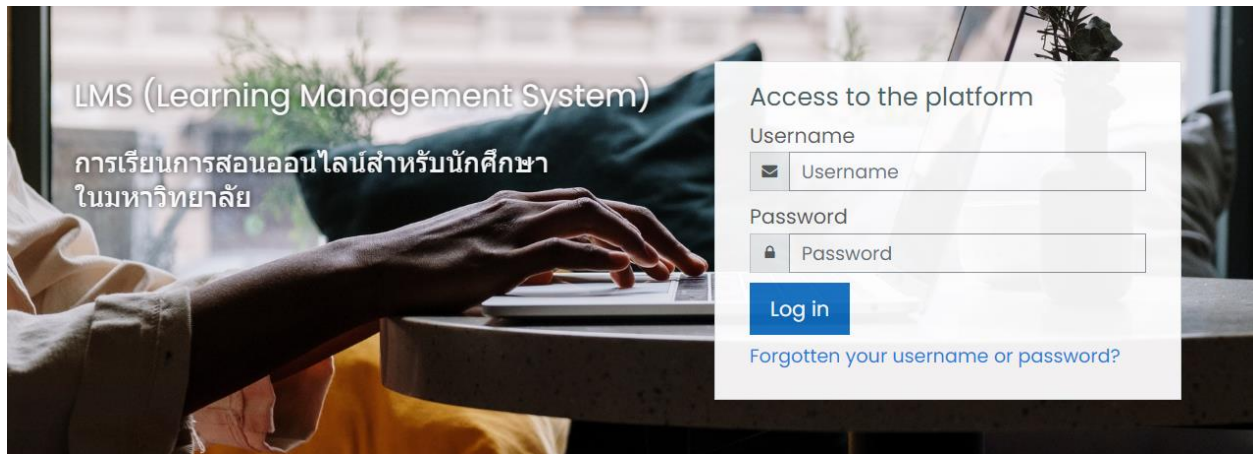 LMS (Learning Management System)
การเรียนการสอนออนไลน์สำหรับนักศึกษา
ในมหาวิทยาลัย
Access to the platform
Username
Username
Password
Password
Log in
Forgotten your username or password?